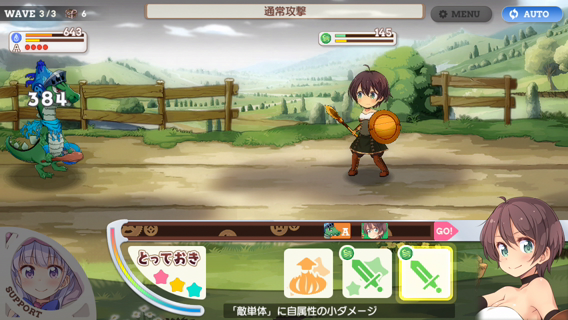 WAVE 3/3 6
通常攻撃
MENU
AUTO
643
A
145
384
A
GO!
とっておき
SUPPORT
「敵単体」に自属性の小ダメージ